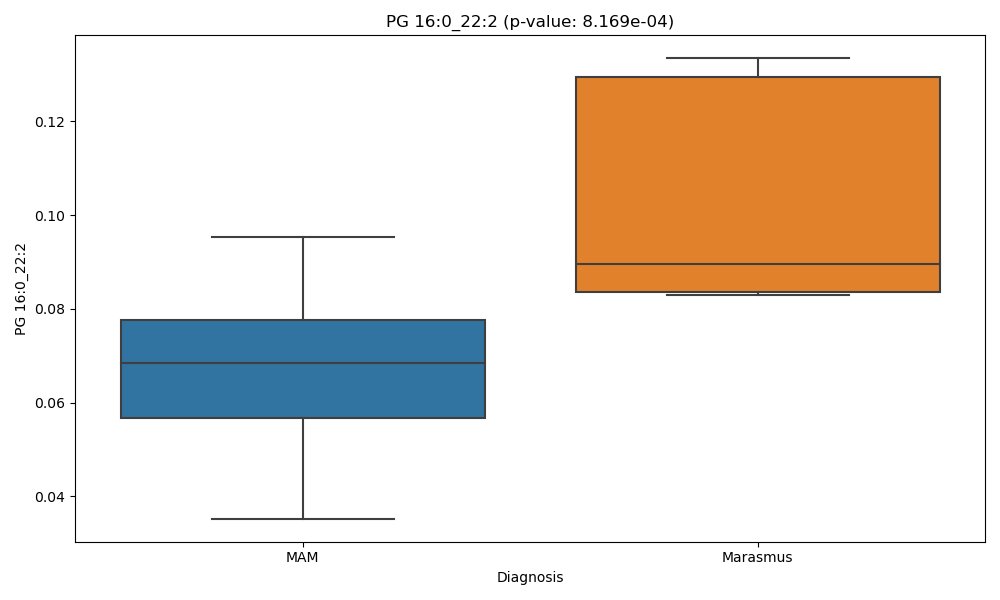 PG 16:0_22:2 (p-value: 8.169e-04)
PG 16:0_22:2
0.12
0.10
0.08
0.06
0.04
MAM
Marasmus
Diagnosis